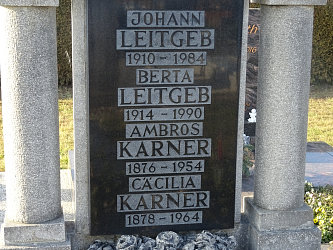 JOHANN
LEITGEB
1910 - 1984
BERTA
LEITGEB
1914 - 1990
AMBROS
KARNER
1876 - 1954
CÄCILIA
KARNER
1878 - 1964